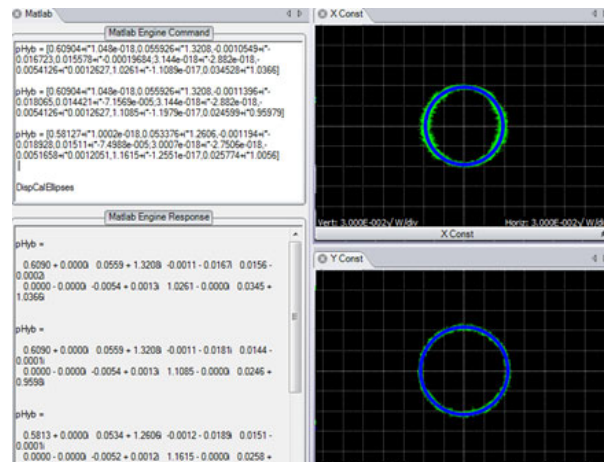 Matlab
Matlab Engine Command
pHyb = [0.60904+i*1.048e-018,0.055926+i*1.3208,-0.0010549+i*-
0.016723,0.015571+i*-0.00019684;3.144e-018+i*-2.882e-018,-
0.0054126+i*0.0012627,1.0261+i*-1.1089e-017,0.034528+i*1.0366]
pHyb = [0.60904+i*1.048e-018,0.055926+i*1.3208,-0.0011396+i*-
0.018065,0.014421+i*-7.1569e-005;3.144e-018+i*-2.882e-018,-
0.0054126+i*0.0012627,1.1085+i*-1.1979e-017,0.024599+i*0.95979]
pHyb = [0.58127+i*1.0002e-018,0.053376+i*1.2606,-0.001194+i*-
0.018928,0.01511+i*-7.4988e-005;3.0007e-018+i*-2.7506e-018,-
0.0051658+i*0.0012051,1.1615+i*-1.2551e-017,0.025774+i*1.0056]
DispCalEllipses
Matlab Engine Response
pHyb =
0.6090 + 0.0000i 0.0559 + 1.3208i -0.0011 - 0.0167i 0.0156 -
0.0002i
0.0000 - 0.0000i -0.0054 + 0.0013i 1.0261 - 0.0000i 0.0345 +
1.0366i
pHyb =
0.6090 + 0.0000i 0.0559 + 1.3208i -0.0011 - 0.0181i 0.0144 -
0.0001i
0.0000 - 0.0000i -0.0054 + 0.0013i 1.1085 - 0.0000i 0.0246 +
0.9598i
pHyb =
0.5813 + 0.0000i 0.0534 + 1.2606i -0.0012 - 0.0189i 0.0151 -
0.0001i
0.0000 - 0.0000i -0.0052 + 0.0012i 1.1615 - 0.0000i 0.0258 +
X Const
Vert: 3.000E-002√W/div Horiz: 3.000E-002√W/div
X Const
Y Const